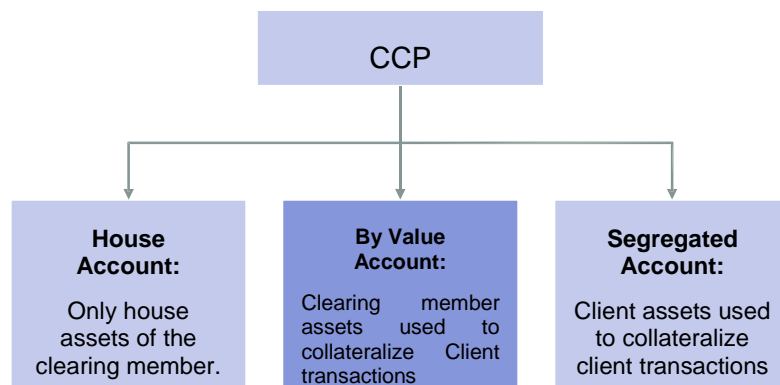 CCP
House
Account:
Only house
assets of the
clearing member.
By Value
Account:
Clearing member
assets used to
collateralize Client
transactions
Segregated
Account:
Client assets used
to collateralize
client transactions